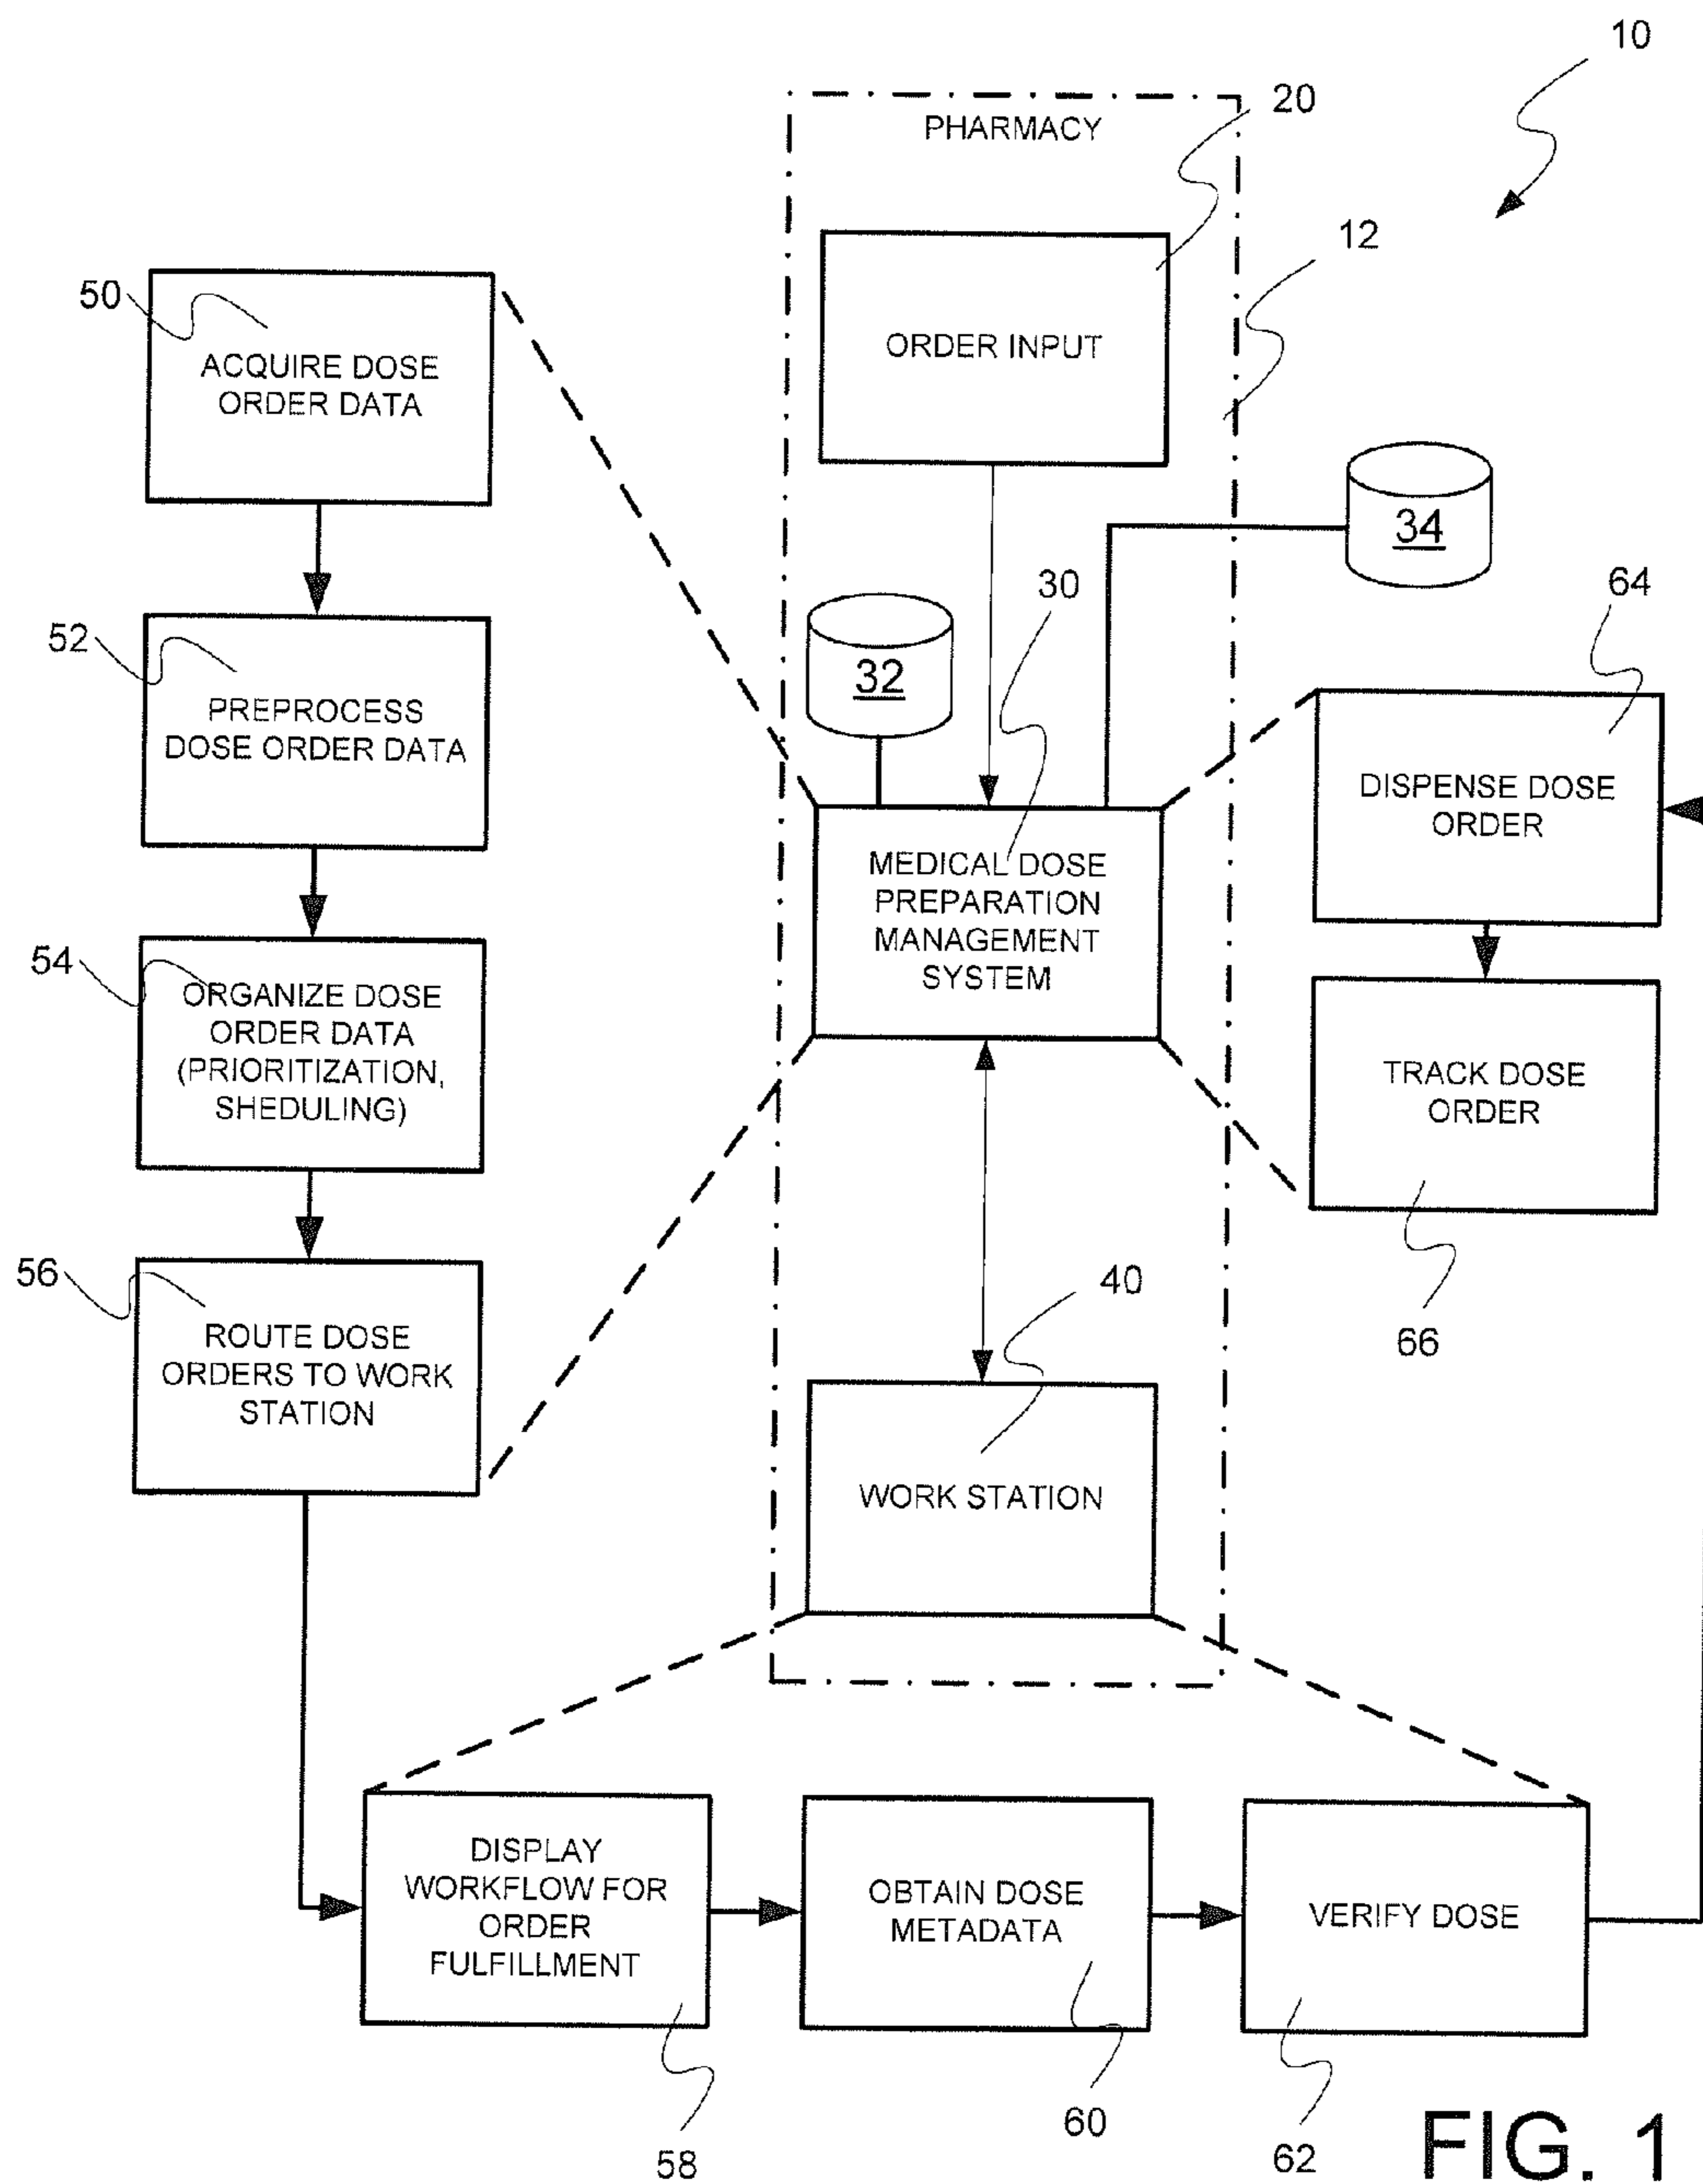 10
20
PHARMACY
12
50
ORDER INPUT
ACQUIRE DOSE
ORDER DATA
34
30
64
52
32
PREPROCESS
DOSE ORDER DATA
DISPENSE DOSE
ORDER
MEDICAL DOSE
PREPARATION
MANAGEMENT
SYSTEM
54
ORGANIZE DOSE
ORDER DATA
(PRIORITIZATION,
SHEDULING)
TRACK DOSE
ORDER
56
40
66
ROUTE DOSE
ORDERS TO WORK
STATION
WORK STATION
DISPLAY
WORKFLOW FOR
ORDER
FULFILLMENT
OBTAIN DOSE
METADATA
VERIFY DOSE
58
60
62
FIG. 1